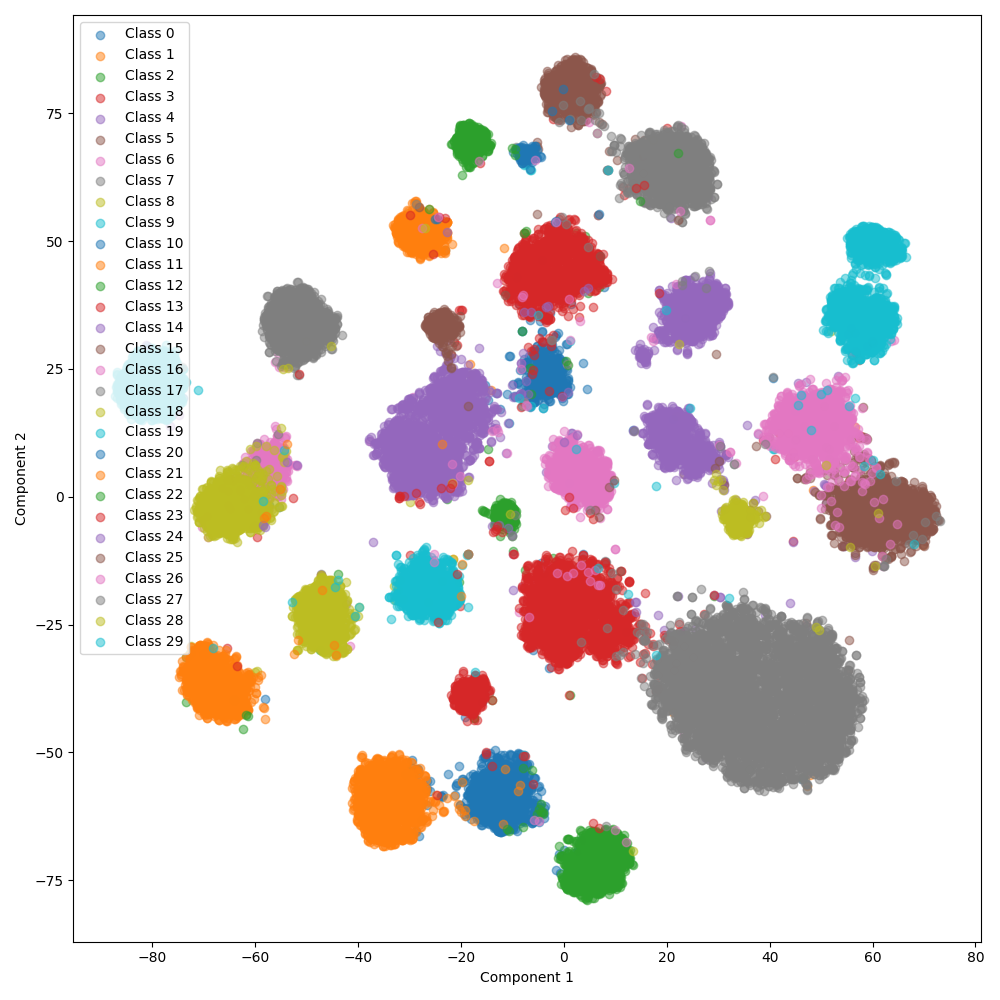 Class 0
Class 1
Class 2
Class 3
Class 4
Class 5
Class 6
Class 7
Class 8
Class 9
Class 10
Class 11
Class 12
Class 13
Class 14
Class 15
Class 16
Class 17
Class 18
Class 19
Class 20
Class 21
Class 22
Class 23
Class 24
Class 25
Class 26
Class 27
Class 28
Class 29
75
50
25
0
−25
−50
−75
Component 2
−80 −60 −40 −20 0 20 40 60 80
Component 1